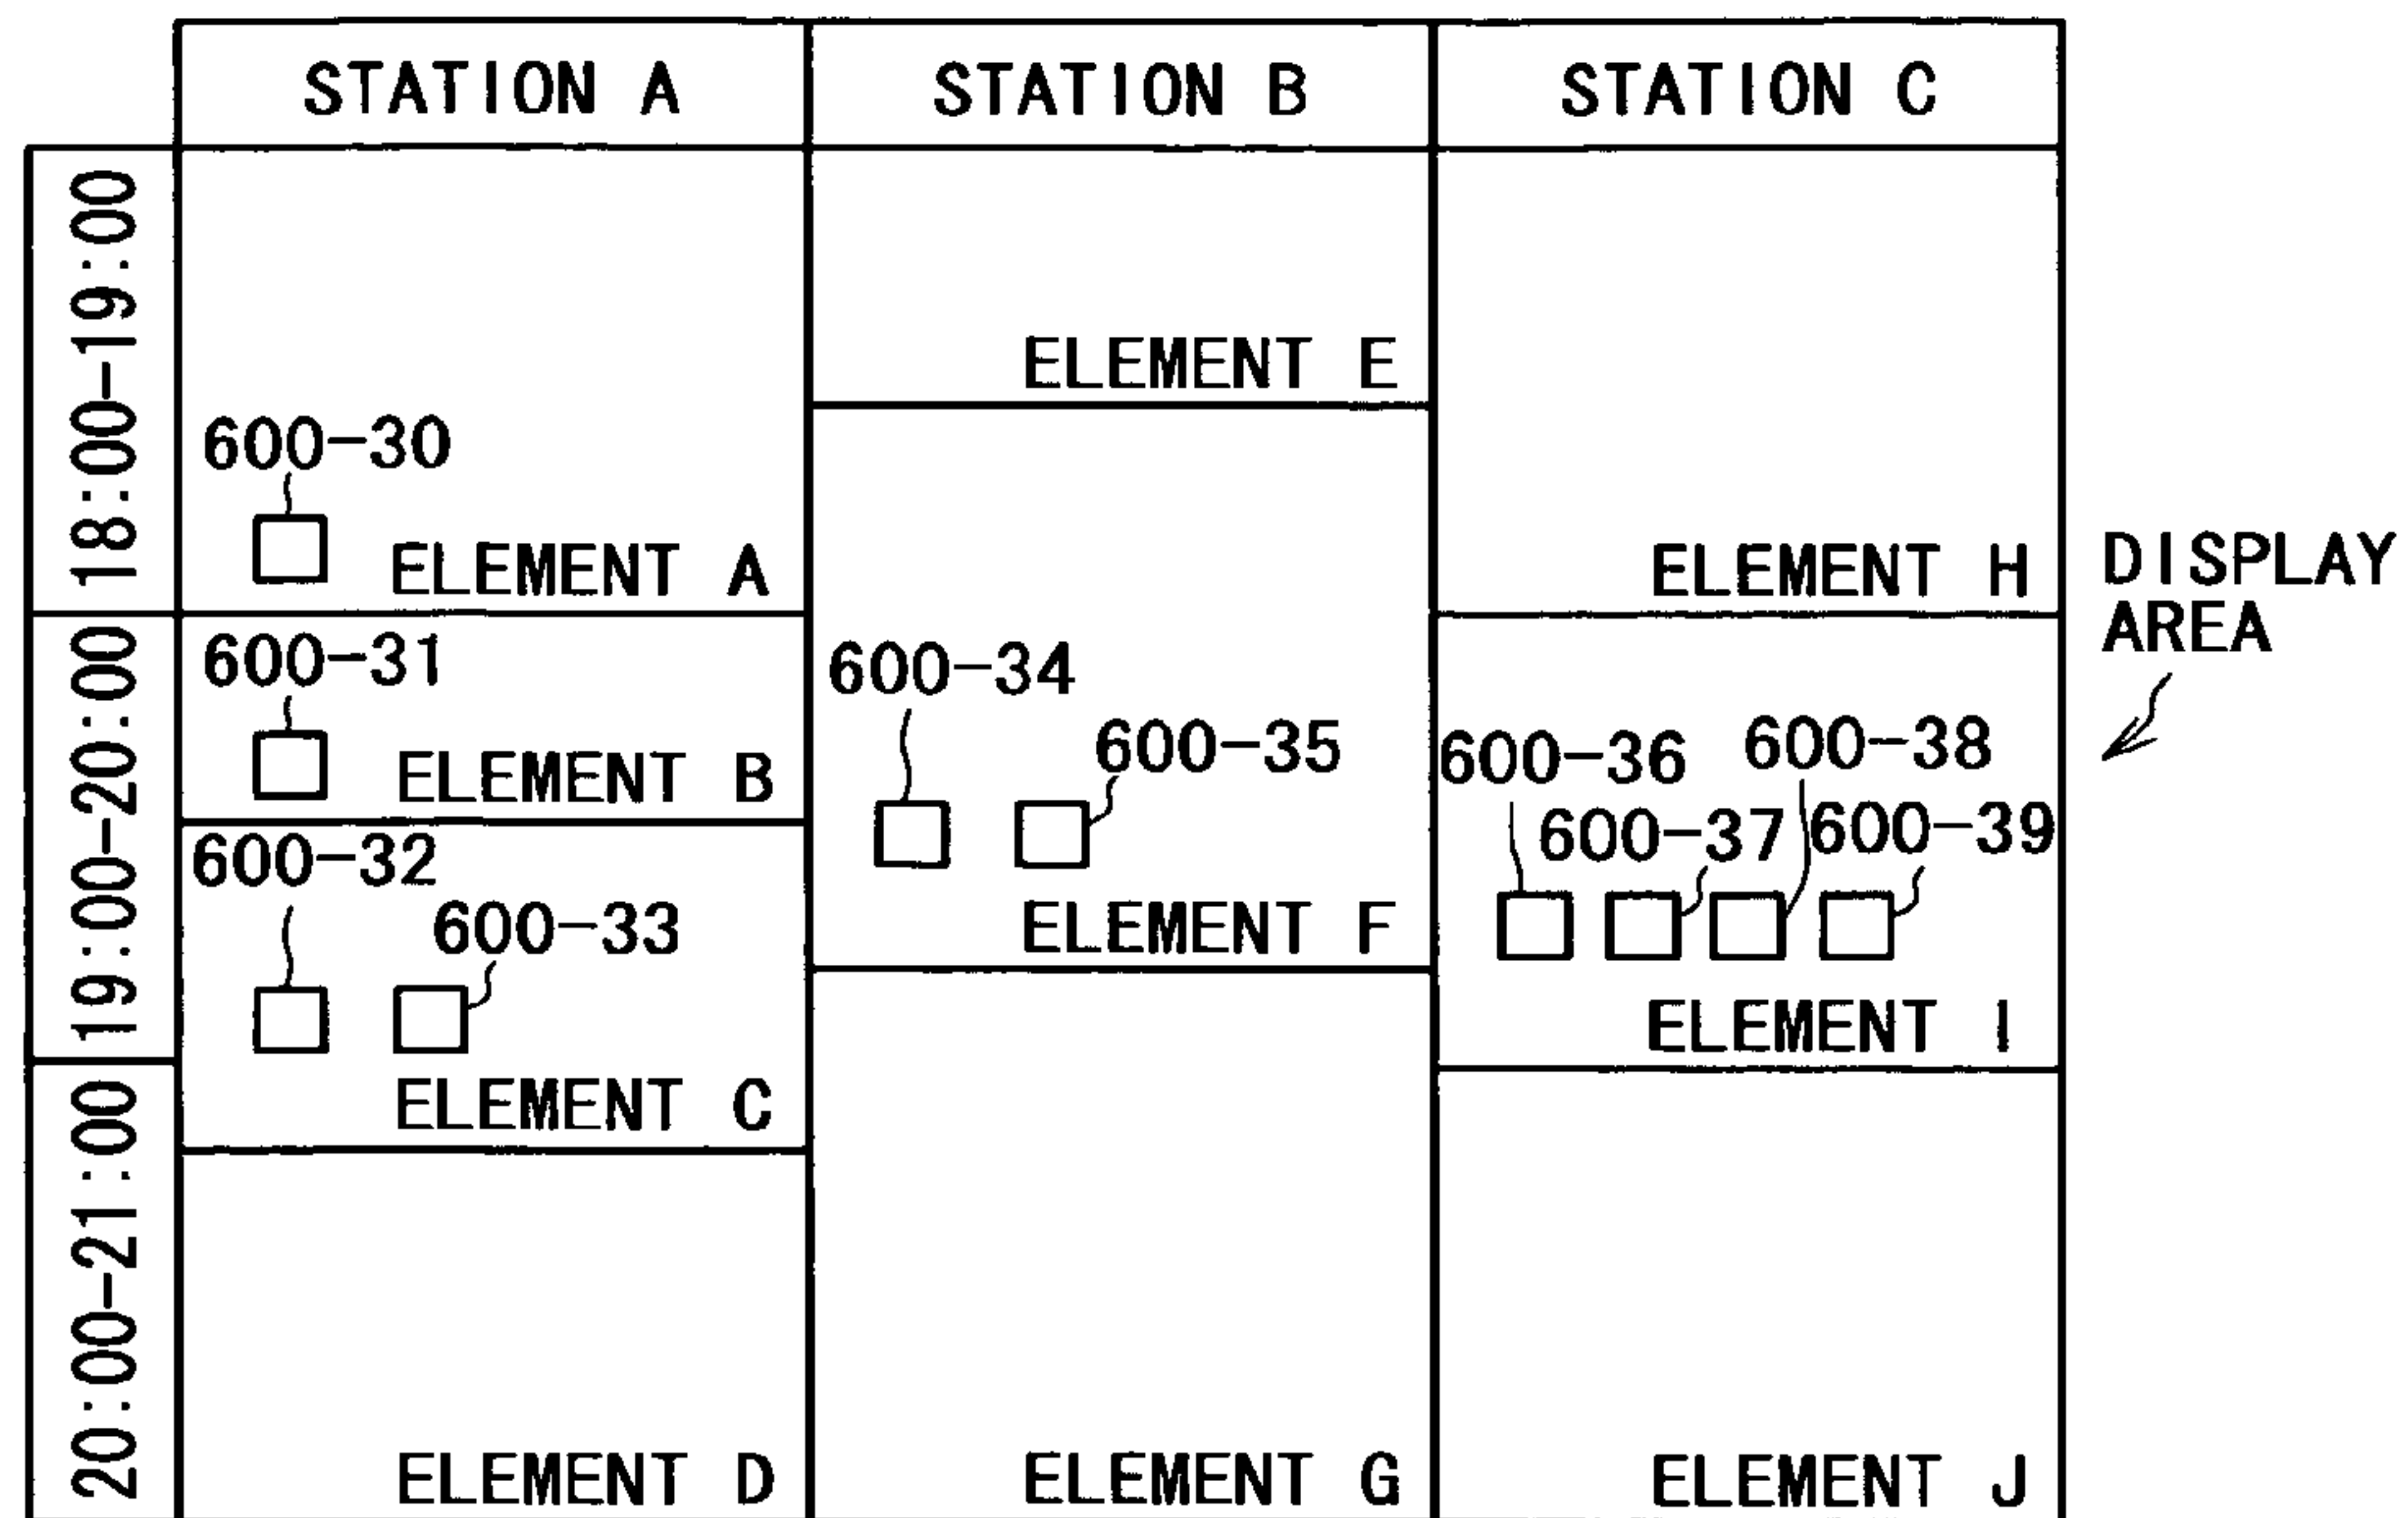 STATION A
STATION B
STATION C
18:00-19:00
19:00-20:00
20:00-21:00
600-30
ELEMENT A
600-31
ELEMENT B
600-32
600-33
ELEMENT C
ELEMENT D
ELEMENT E
600-34
600-35
ELEMENT F
ELEMENT G
ELEMENT H
600-36
600-38
600-37
600-39
ELEMENT I
ELEMENT J
DISPLAY
AREA